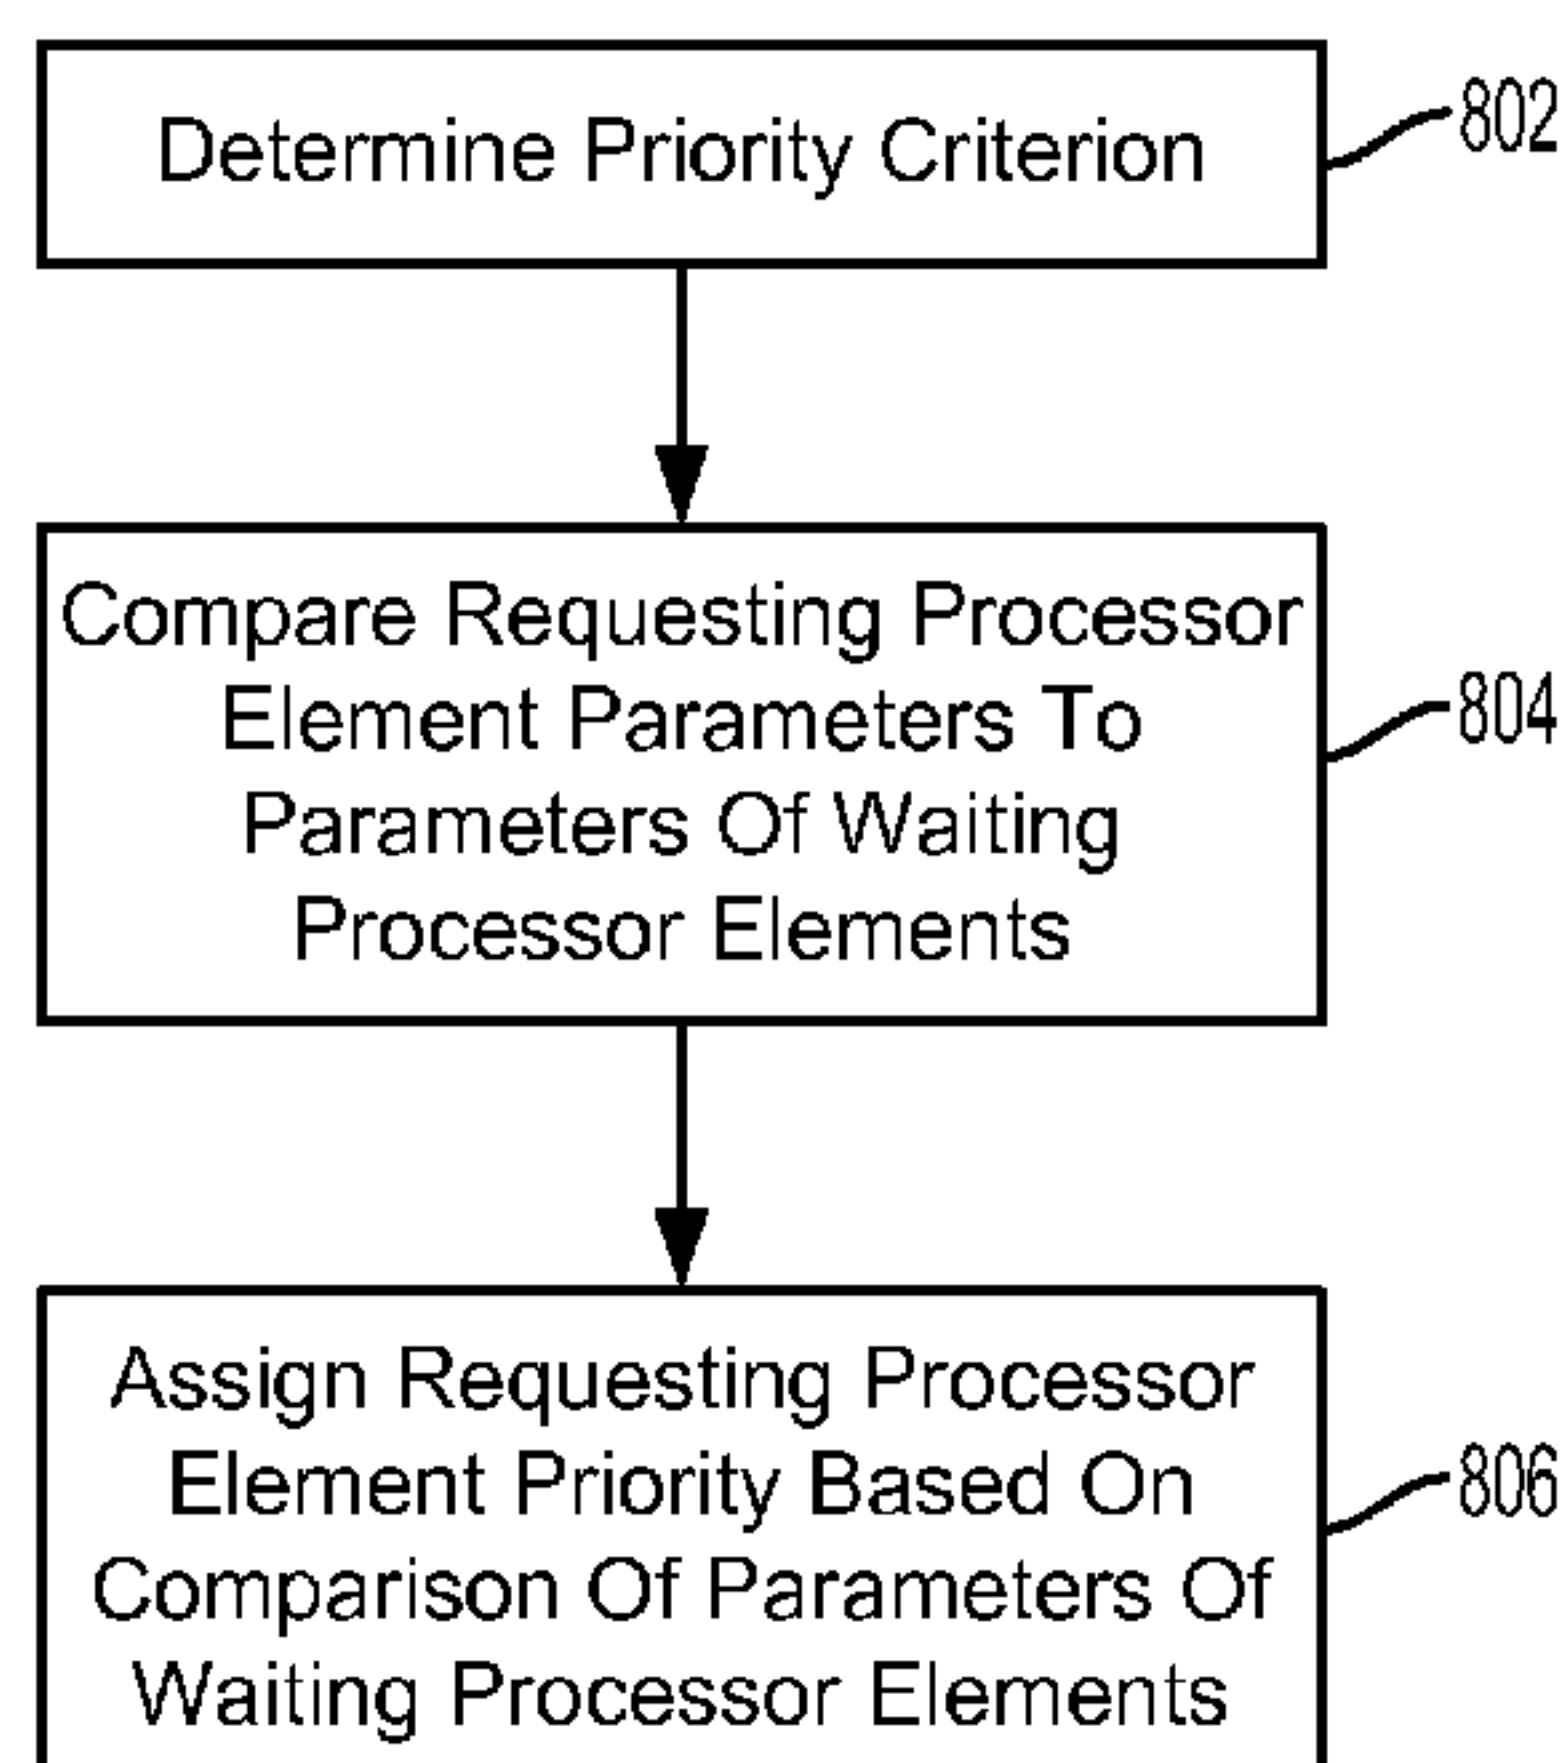 Determine Priority Criterion
802
Compare Requesting Processor
Element Parameters To
Parameters Of Waiting
Processor Elements
804
Assign Requesting Processor
Element Priority Based On
Comparison Of Parameters Of
Waiting Processor Elements
806